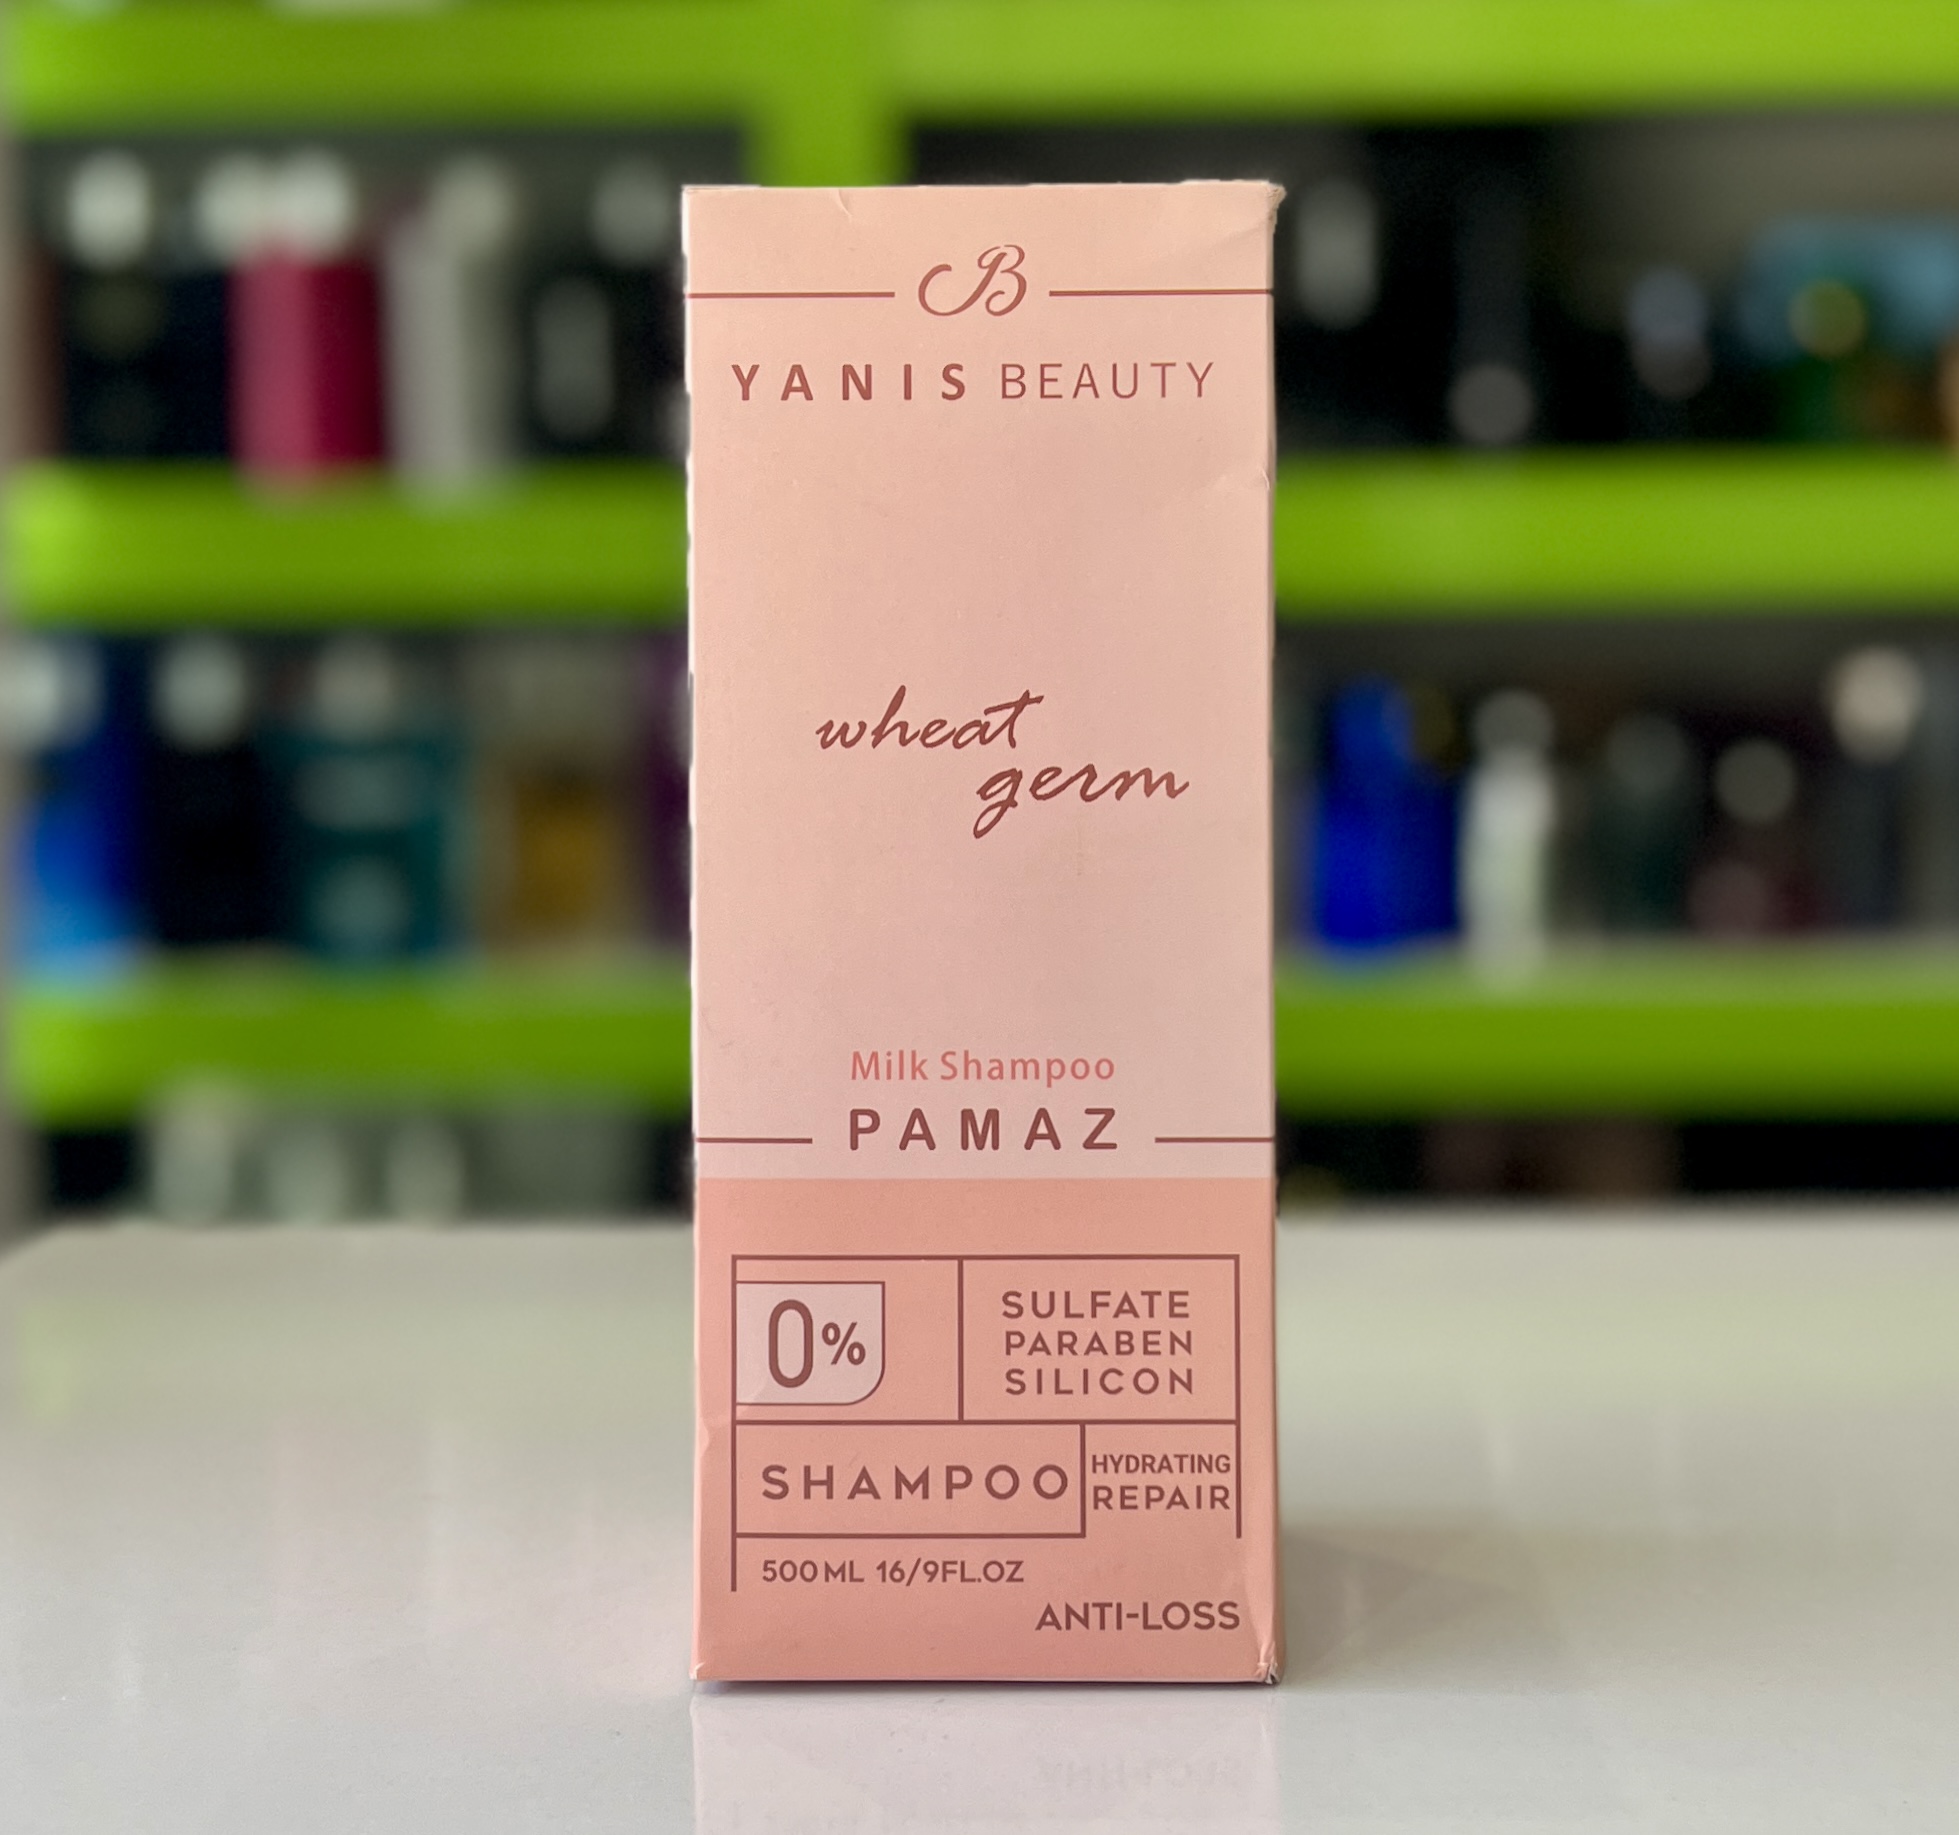 B
YANIS BEAUTY
wheat
germ
Milk Shampoo
PAMAZ
0%
SULFATE
PARABEN
SILICON
SHAMPOO
HYDRATING
REPAIR
500ML 16/9FL.OZ
ANTI-LOSS